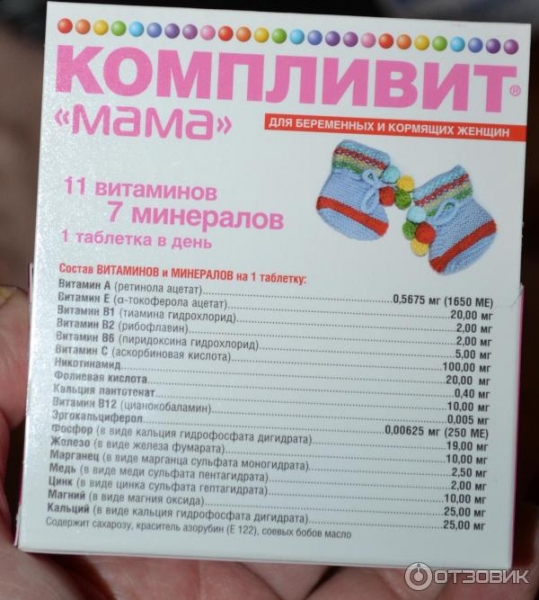 КОМПЛИВИТ®
«мама»
ДЛЯ БЕРЕМЕННЫХ И КОРМЯЩИХ ЖЕНЩИН
11 витаминов
7 минералов
1 таблетка в день
Состав ВИТАМИНОВ и МИНЕРАЛОВ на 1 таблетку:
Витамин А (ретинола ацетат) 0,5675 мг (1650 МЕ)
Витамин Е (α-токоферола ацетат) 20,00 мг
Витамин В1 (тиамина гидрохлорид) 2,00 мг
Витамин В2 (рибофлавин) 2,00 мг
Витамин В6 (пиридоксина гидрохлорид) 5,00 мг
Витамин С (аскорбиновая кислота) 100,00 мг
Никотинамид 20,00 мг
Фолиевая кислота 0,40 мг
Кальция пантотенат 10,00 мг
Витамин В12 (цианокобаламин) 0,005 мг
Эргокальциферол 0,00625 мг (250 МЕ)
Фосфор (в виде кальция гидрофосфата дигидрата) 19,00 мг
Железо (в виде железа фумарата) 10,00 мг
Марганец (в виде марганца сульфата моногидрата) 2,50 мг
Медь (в виде меди сульфата пентагидрата) 2,00 мг
Цинк (в виде цинка сульфата гептагидрата) 10,00 мг
Магний (в виде магния оксида) 25,00 мг
Кальций (в виде кальция гидрофосфата дигидрата) 25,00 мг
Содержит сахарозу, краситель азорубин (Е 122), соевых бобов масло
ОТЗОВИК